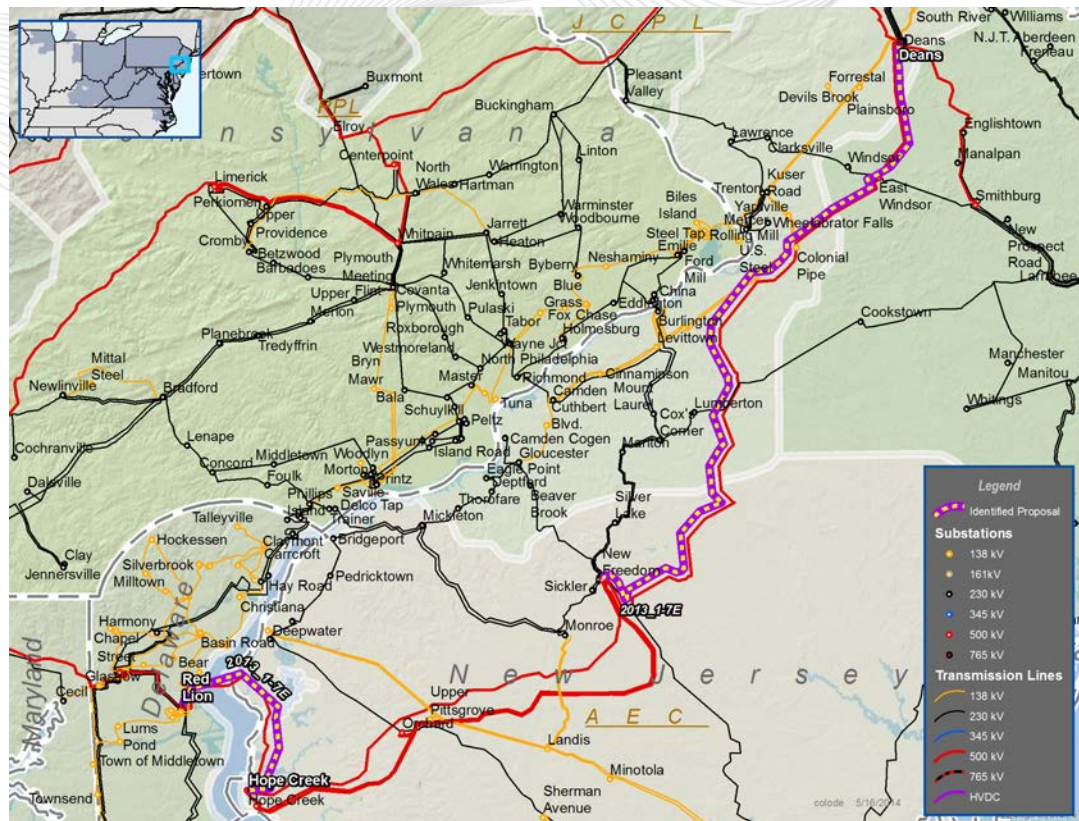 South River
Williams
Deans
N.J.T. Aberdeen
Freneau
Deans
J C P L
Pleasant
Valley
Forrestal
Devils Brook
Plainsboro
Buxmont
Buckingham
PPL
Elroy
Englishtown
Linton
Lawrence
Clarksville
Centerpoint
North
Wales
Warrington
Hartman
Windsor
Manalpan
Limerick
Kuser
Road
Trenton
East
Windsor
Smithburg
Perkiomen
Upper
Providence
Warminster
Woodbourne
Biles
Island
Yardville
Mercer
Wheelabrator Falls
Jarrett
Heaton
Steel Tap
Rolling Mill
New
Prospect
Road
Cromby
Betzwood
Barbadoes
Whitpain
Plymouth
Meeting
Emilie
Ford
Mill
U.S.
Steel
Colonial
Pipe
Larrabee
Neshaminy
Byberry
Whitemarsh
Jenkintown
Blue
Grass
China
Upper
Merion
Flint
Covanta
Plymouth
Eddington
Fox Chase
Holmesburg
Burlington
Levittown
Pulaski
Tabor
Roxborough
Cookstown
Planebrook
Tredyffrin
Wayne Jct
Westmoreland
North Philadelphia
Manchester
Manitou
Mittal
Steel
Bryn
Mawr
Master
Richmond
Cinnaminson
Newlinville
Bradford
Bala
Camden
Mount
Laurel
Whitings
Schuylkill
Tuna
Cuthbert
Blvd.
Cox's
Corner
Lumberton
Peltz
Lenape
Passyunk
Camden Cogen
Marlton
Cochranville
Middletown
Woodlyn
Island Road
Gloucester
Concord
Morton
Printz
Eagle Point
Deptford
Foulk
Saville
Beaver
Brook
Silver
Lake
Dalsville
Phillips
Island
Delco Tap
Trainer
Thorofare
Mickleton
Talleyville
Hockessen
Claymont
Carrcroft
Bridgeport
New
Freedom
Clay
Jennersville
Silverbrook
Milltown
Hay Road
Pedricktown
Sickler
2013_1-7E
Christiana
Monroe
Delaware
Harmony
Chapel
Street
Basin Road
Deepwater
New Jersey
Maryland
Glasgow
Bear
2013_1-7E
Cecil
Red
Lion
Upper
Pittsgrove
Orchard
A E C
Lums
Pond
Town of Middletown
Landis
Hope Creek
Hope Creek
Minotola
Townsend
Sherman
Avenue
colode 5/16/2014
Legend
Identified Proposal
Substations
138 kV
161kV
230 kV
345 kV
500 kV
765 kV
Transmission Lines
138 kV
230 kV
345 kV
500 kV
765 kV
HVDC